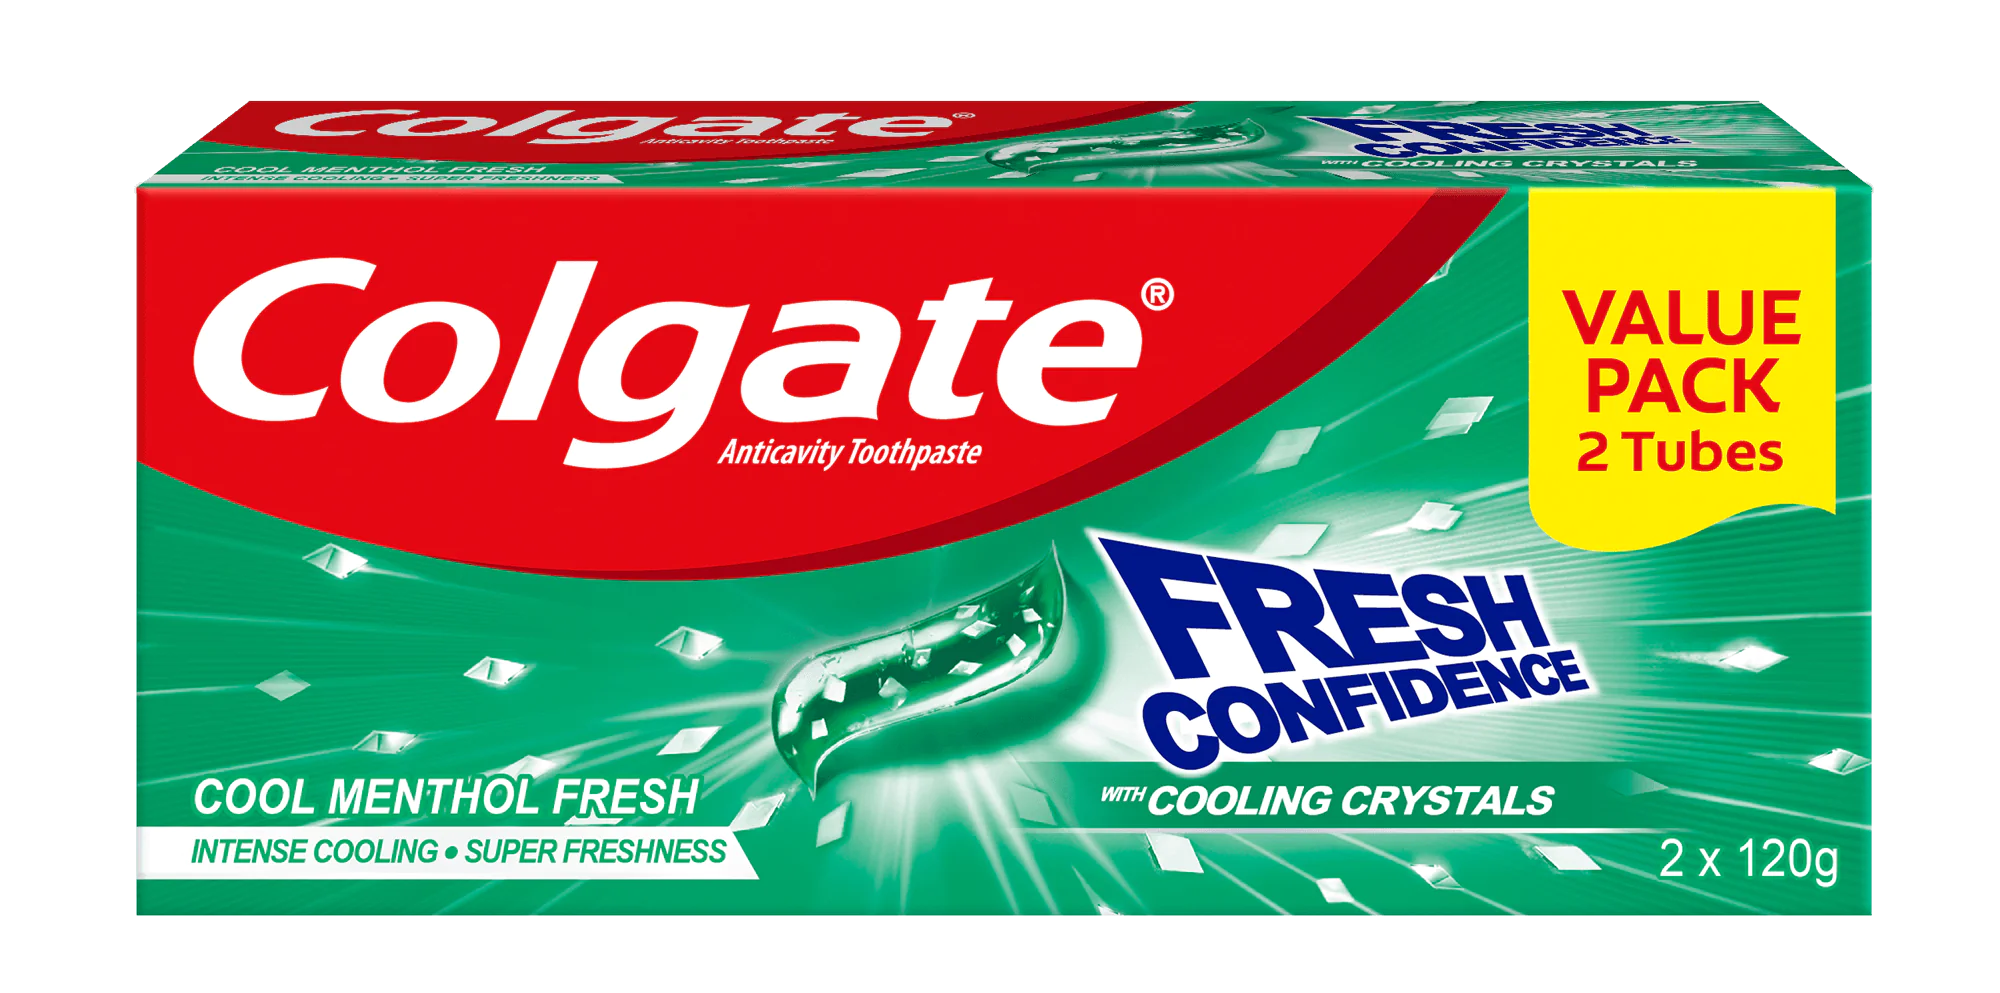 Colgate®
Anticavity Toothpaste
COOL MENTHOL FRESH
INTENSE COOLING • SUPER FRESHNESS
FRESH
CONFIDENCE
WITH COOLING CRYSTALS
Colgate®
Anticavity Toothpaste
VALUE
PACK
2 Tubes
FRESH
CONFIDENCE
WITH COOLING CRYSTALS
COOL MENTHOL FRESH
INTENSE COOLING • SUPER FRESHNESS
2 x 120g